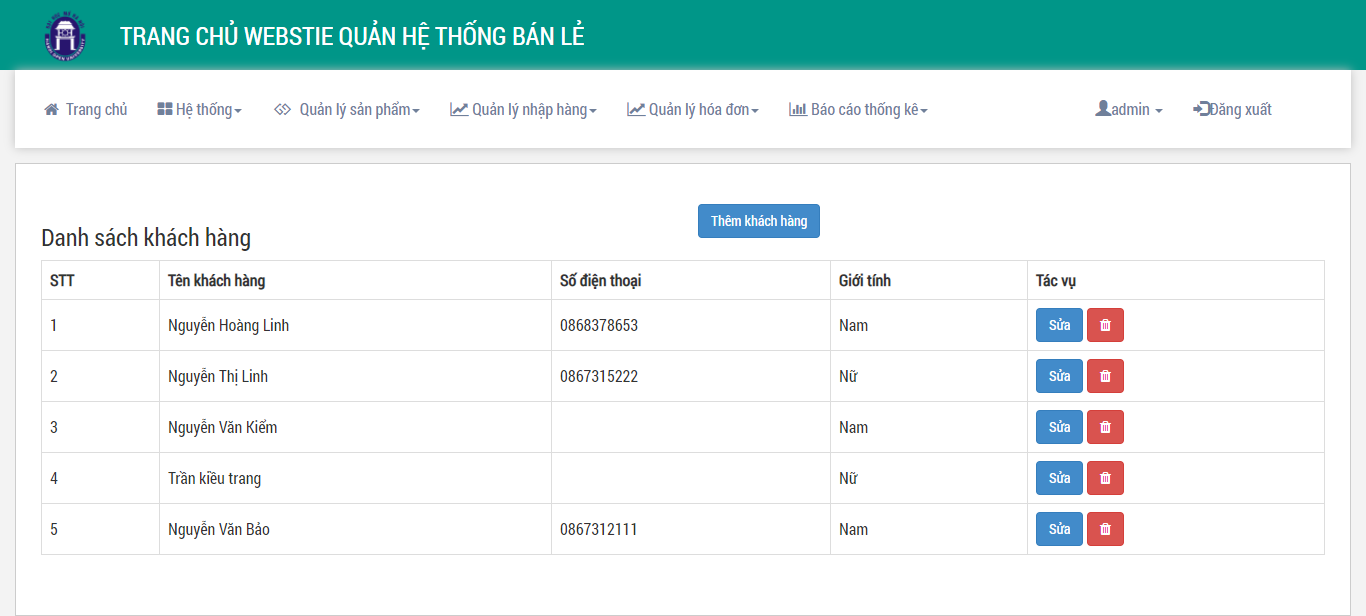 TRANG CHỦ WEBSTIE QUẢN HỆ THỐNG BÁN LẺ
Trang chủ Hệ thống Quản lý sản phẩm Quản lý nhập hàng Quản lý hóa đơn Báo cáo thống kê admin Đăng xuất
Thêm khách hàng
Danh sách khách hàng
STT Tên khách hàng Số điện thoại Giới tính Tác vụ
1 Nguyễn Hoàng Linh 0868378653 Nam Sửa
2 Nguyễn Thị Linh 0867315222 Nữ Sửa
3 Nguyễn Văn Kiểm Nam Sửa
4 Trần kiều trang Nữ Sửa
5 Nguyễn Văn Bảo 0867312111 Nam Sửa